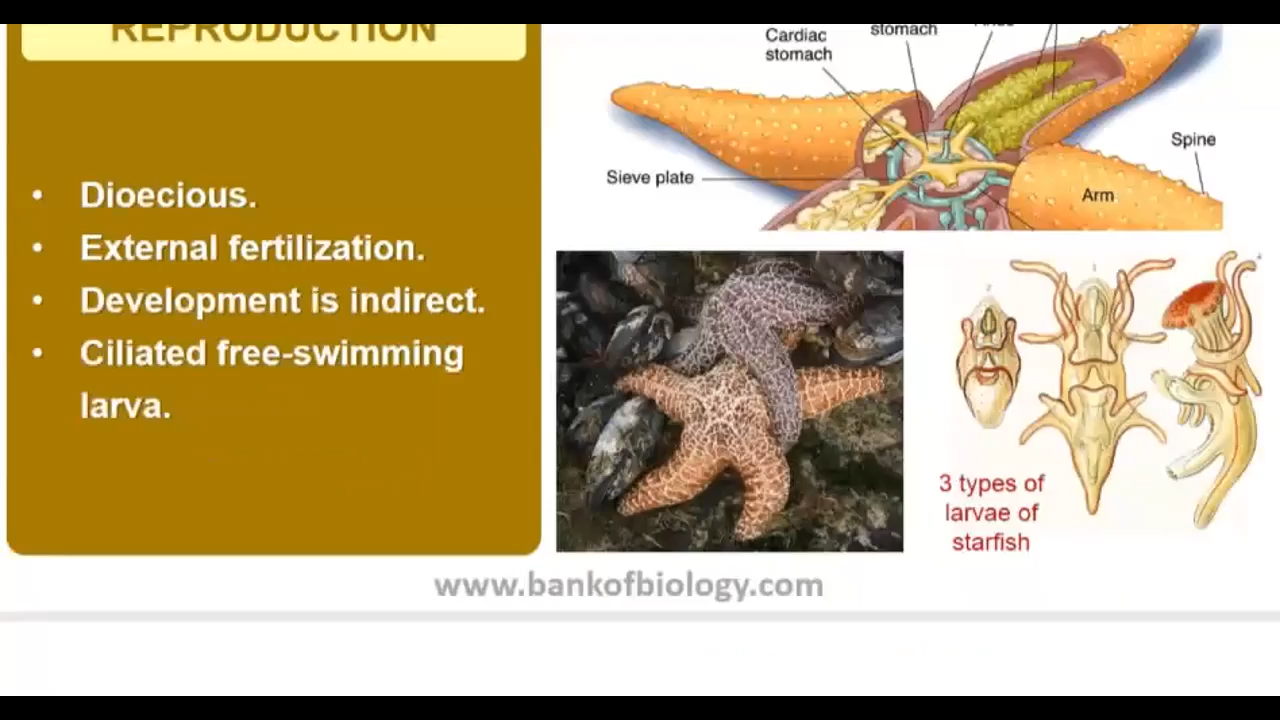 REPRODUCTION
• Dioecious.
• External fertilization.
• Development is indirect.
• Ciliated free-swimming
larva.
Cardiac
stomach
stomach
Sieve plate
Spine
Arm
3 types of
larvae of
starfish
www.bankofbiology.com